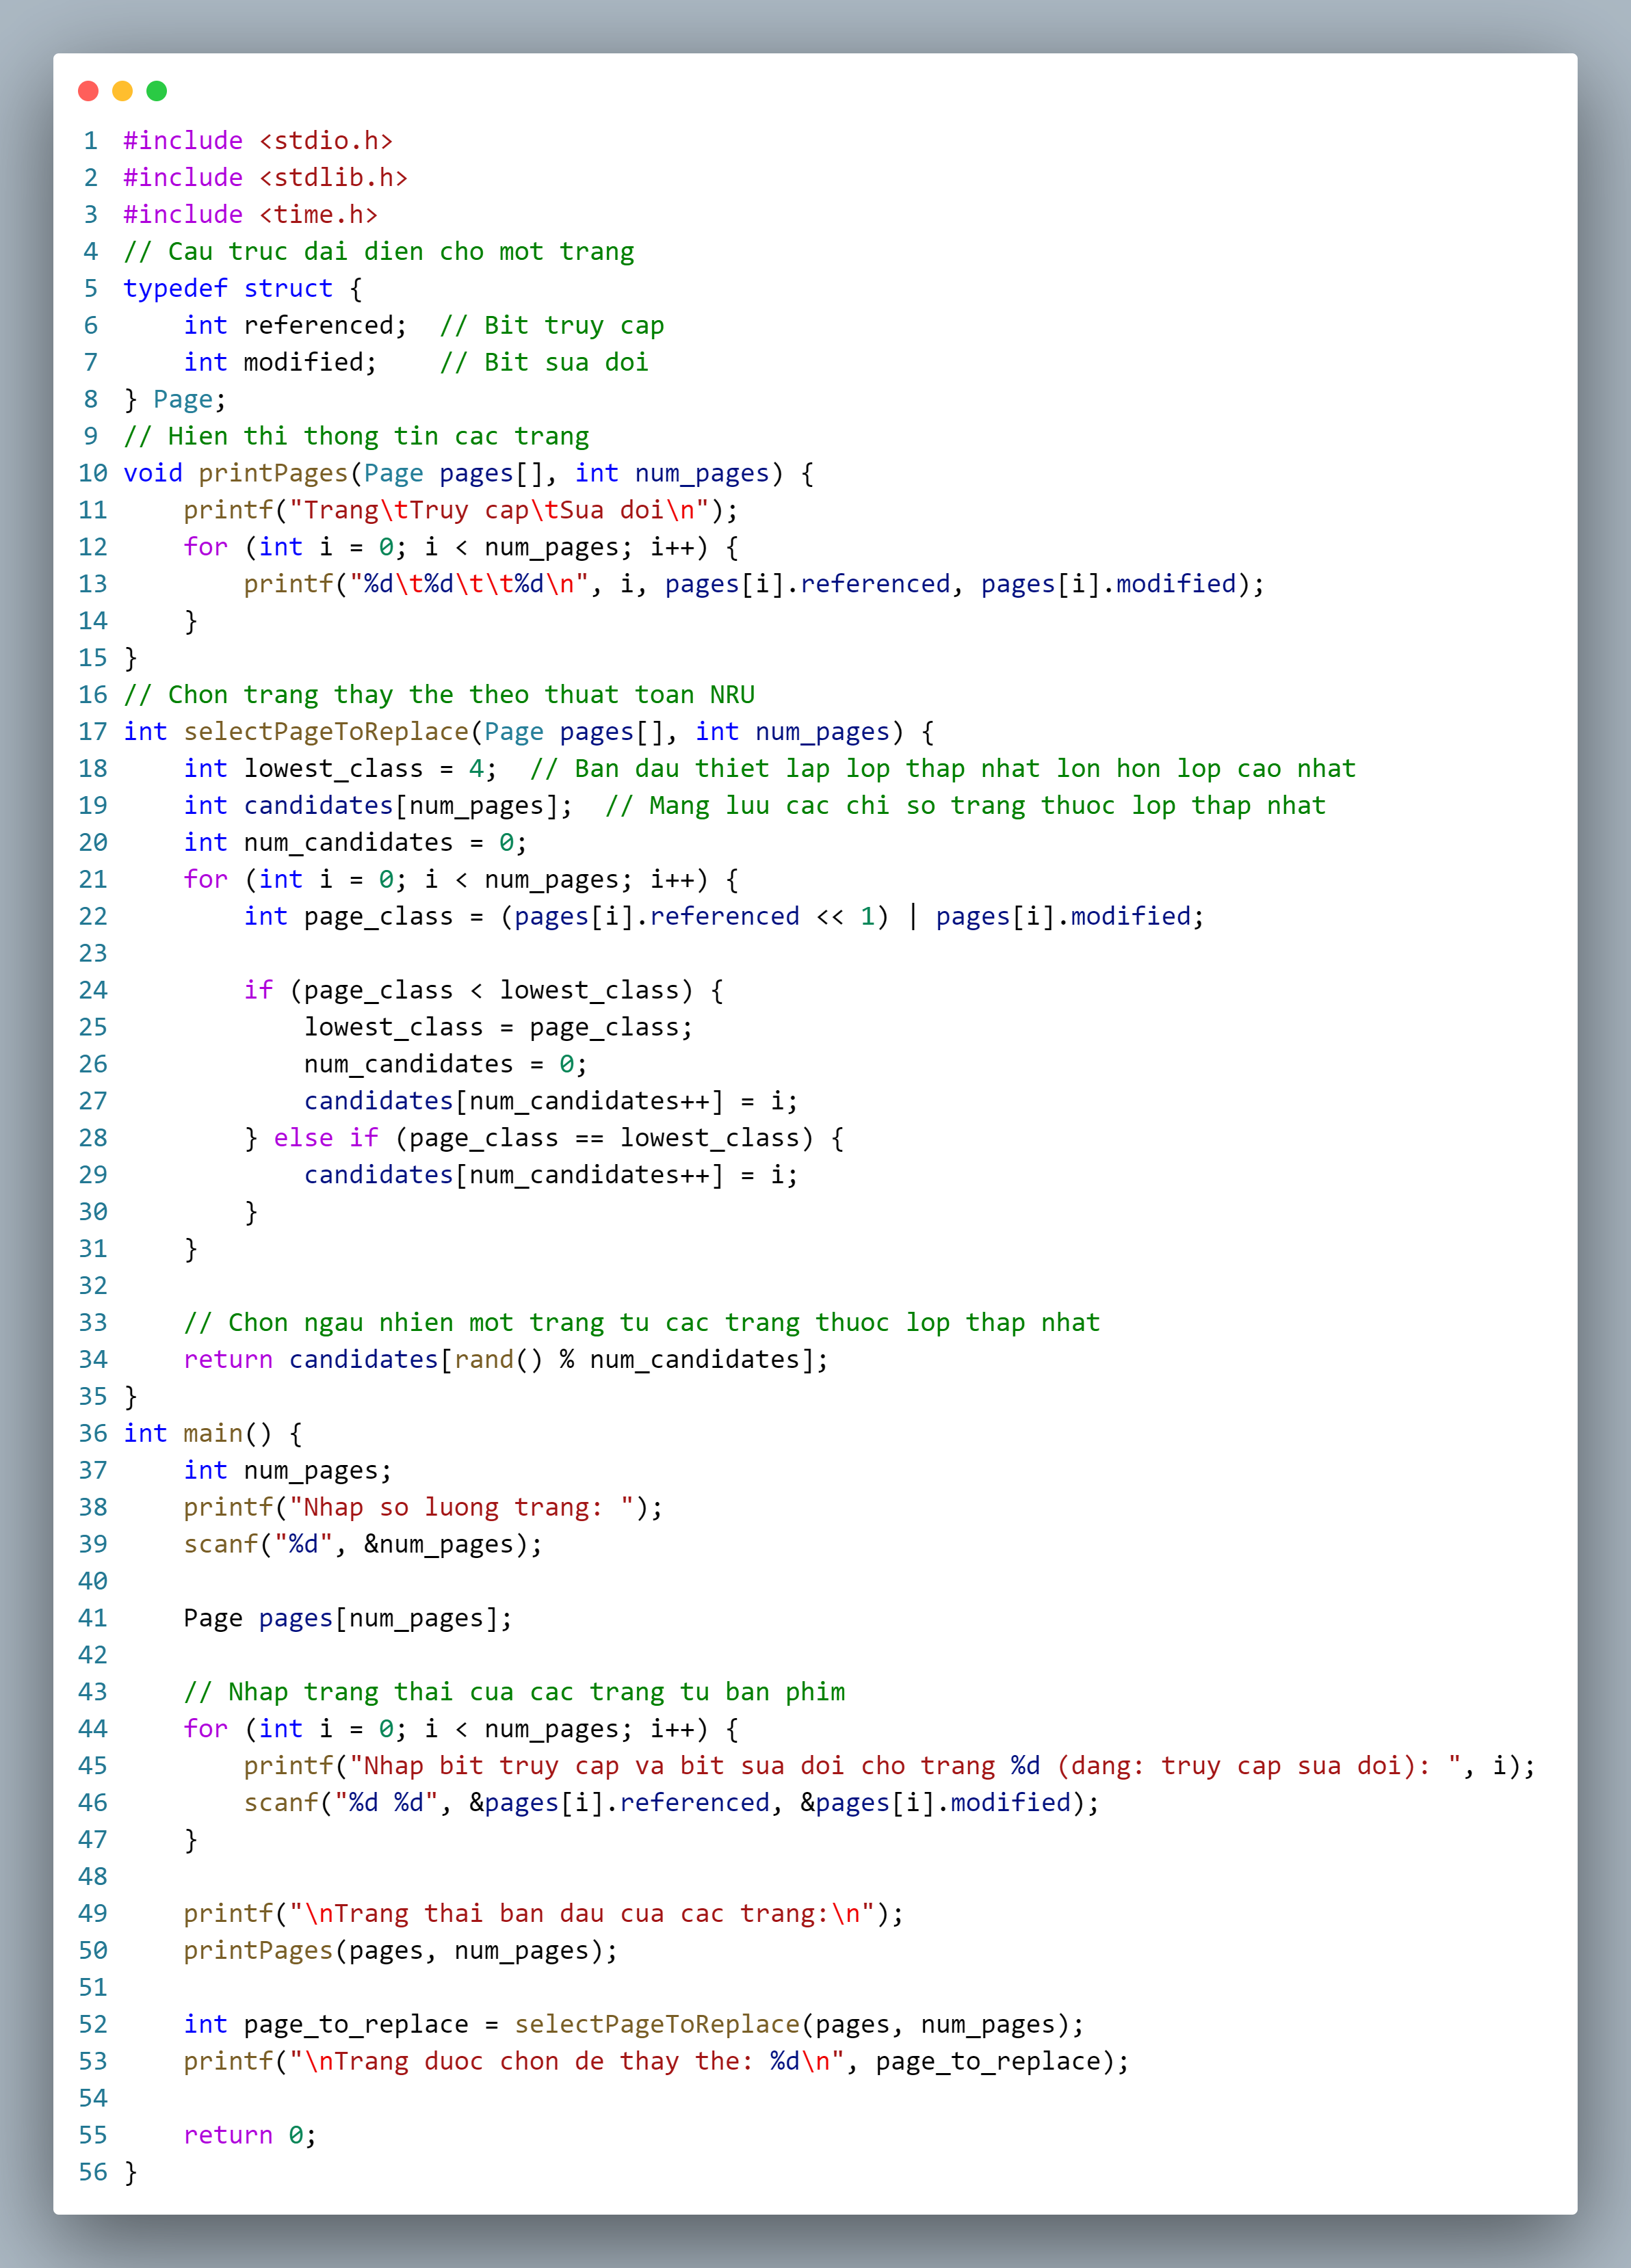 1 #include <stdio.h>
2 #include <stdlib.h>
3 #include <time.h>
4 // Cau truc dai dien cho mot trang
5 typedef struct {
6     int referenced;  // Bit truy cap
7     int modified;    // Bit sua doi
8 } Page;
9 // Hien thi thong tin cac trang
10 void printPages(Page pages[], int num_pages) {
11     printf("Trang\tTruy cap\tSua doi\n");
12     for (int i = 0; i < num_pages; i++) {
13         printf("%d\t%d\t\t%d\n", i, pages[i].referenced, pages[i].modified);
14     }
15 }
16 // Chon trang thay the theo thuat toan NRU
17 int selectPageToReplace(Page pages[], int num_pages) {
18     int lowest_class = 4;  // Ban dau thiet lap lop thap nhat lon hon lop cao nhat
19     int candidates[num_pages];  // Mang luu cac chi so trang thuoc lop thap nhat
20     int num_candidates = 0;
21     for (int i = 0; i < num_pages; i++) {
22         int page_class = (pages[i].referenced << 1) | pages[i].modified;
23
24         if (page_class < lowest_class) {
25             lowest_class = page_class;
26             num_candidates = 0;
27             candidates[num_candidates++] = i;
28         } else if (page_class == lowest_class) {
29             candidates[num_candidates++] = i;
30         }
31     }
32
33     // Chon ngau nhien mot trang tu cac trang thuoc lop thap nhat
34     return candidates[rand() % num_candidates];
35 }
36 int main() {
37     int num_pages;
38     printf("Nhap so luong trang: ");
39     scanf("%d", &num_pages);
40
41     Page pages[num_pages];
42
43     // Nhap trang thai cua cac trang tu ban phim
44     for (int i = 0; i < num_pages; i++) {
45         printf("Nhap bit truy cap va bit sua doi cho trang %d (dang: truy cap sua doi): ", i);
46         scanf("%d %d", &pages[i].referenced, &pages[i].modified);
47     }
48
49     printf("\nTrang thai ban dau cua cac trang:\n");
50     printPages(pages, num_pages);
51
52     int page_to_replace = selectPageToReplace(pages, num_pages);
53     printf("\nTrang duoc chon de thay the: %d\n", page_to_replace);
54
55     return 0;
56 }